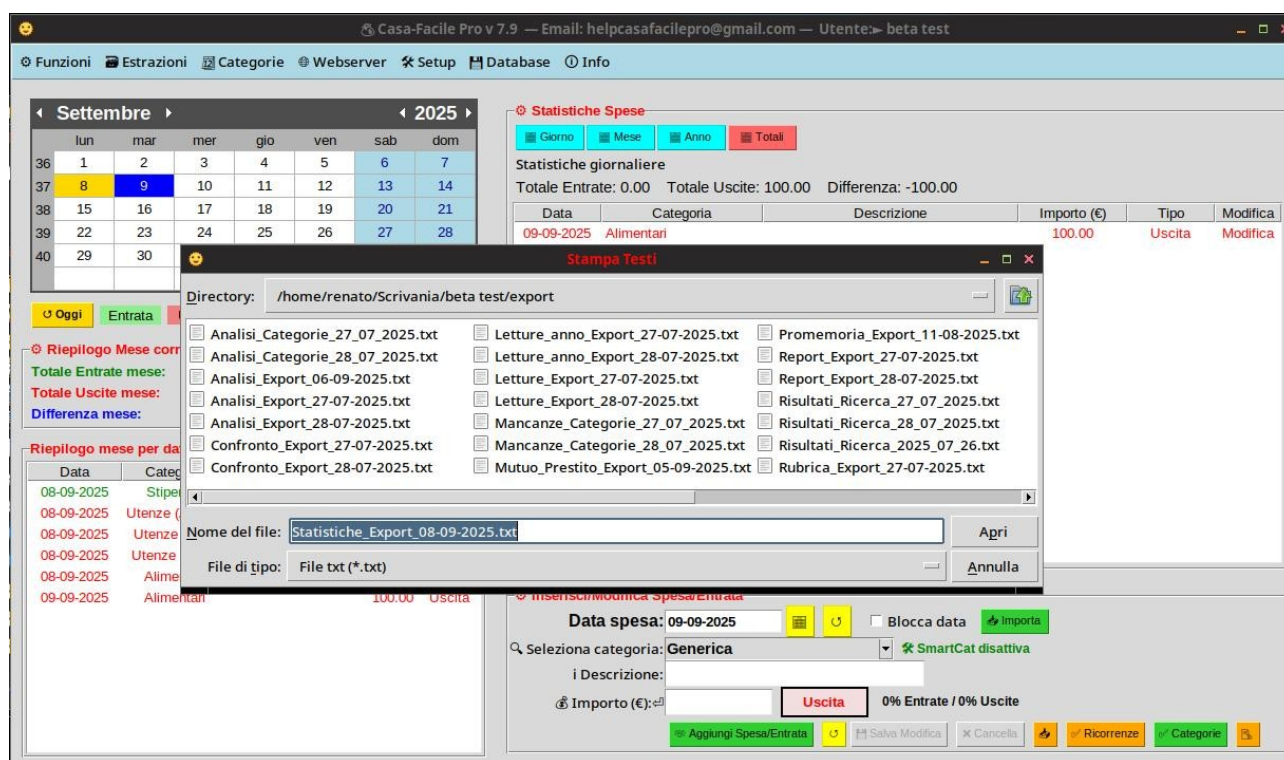 Casa-Facile Pro v 7.9 — Email: helpcasafacilepro@gmail.com — Utente:► beta test
Funzioni Estrazioni Categorie Webserver Setup Database Info
Settembre 2025
lun mar mer gio ven sab dom
36 1 2 3 4 5 6 7
37 8 9 10 11 12 13 14
38 15 16 17 18 19 20 21
39 22 23 24 25 26 27 28
40 29 30
Oggi Entrata
Riepilogo Mese corr
Totale Entrate mese:
Totale Uscite mese:
Differenza mese:
Riepilogo mese per da
Data Categ
08-09-2025 Stipe
08-09-2025 Utenze (
08-09-2025 Utenze
08-09-2025 Utenze
08-09-2025 Alime
09-09-2025 Alimentari 100.00 Uscita
Statistiche Spese
Giorno Mese Anno Totali
Statistiche giornaliere
Totale Entrate: 0.00 Totale Uscite: 100.00 Differenza: -100.00
Data Categoria Descrizione Importo (€) Tipo Modifica
09-09-2025 Alimentari 100.00 Uscita Modifica
Stampa Testi
Directory: /home/renato/Scrivania/beta test/export
Analisi_Categorie_27_07_2025.txt Letture_anno_Export_27-07-2025.txt Promemoria_Export_11-08-2025.txt
Analisi_Categorie_28_07_2025.txt Letture_anno_Export_28-07-2025.txt Report_Export_27-07-2025.txt
Analisi_Export_06-09-2025.txt Letture_Export_27-07-2025.txt Report_Export_28-07-2025.txt
Analisi_Export_27-07-2025.txt Letture_Export_28-07-2025.txt Risultati_Ricerca_27_07_2025.txt
Analisi_Export_28-07-2025.txt Mancanze_Categorie_27_07_2025.txt Risultati_Ricerca_28_07_2025.txt
Confronto_Export_27-07-2025.txt Mancanze_Categorie_28_07_2025.txt Risultati_Ricerca_2025_07_26.txt
Confronto_Export_28-07-2025.txt Mutuo_Prestito_Export_05-09-2025.txt Rubrica_Export_27-07-2025.txt
Nome del file: Statistiche_Export_08-09-2025.txt Apri
File di tipo: File txt (*.txt) Annulla
Inserisci/Modifica Spesa/Entrata
Data spesa: 09-09-2025 Blocca data Importa
Seleziona categoria: Generica SmartCat disattiva
i Descrizione:
Importo (€): Uscita 0% Entrate / 0% Uscite
Aggiungi Spesa/Entrata Salva Modifica Cancella Ricorrenze Categorie